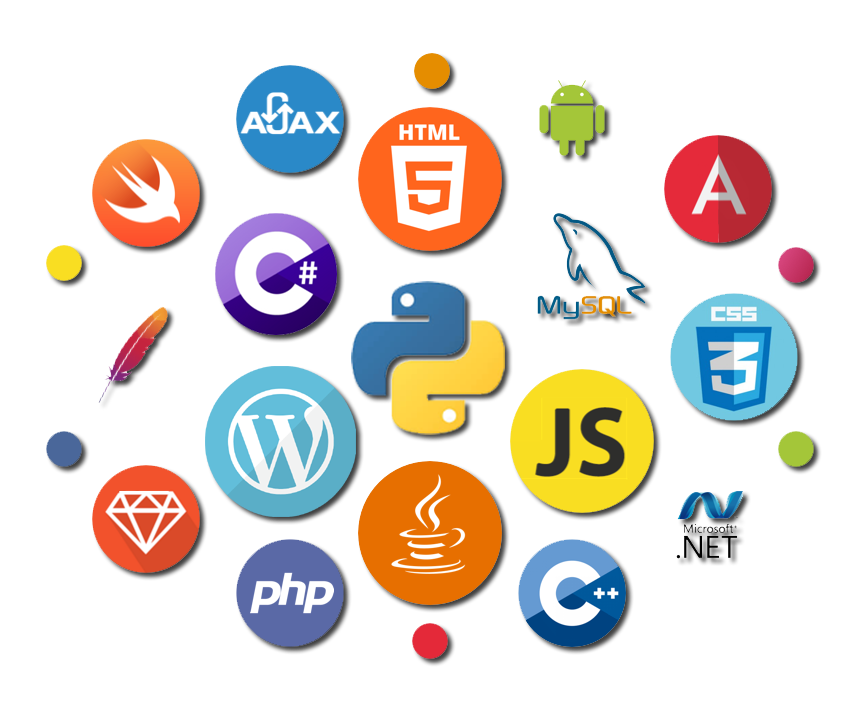 AJAX
HTML
5
A
C#
MySQL
CSS
3
W
JS
Microsoft®
.NET
php
C++